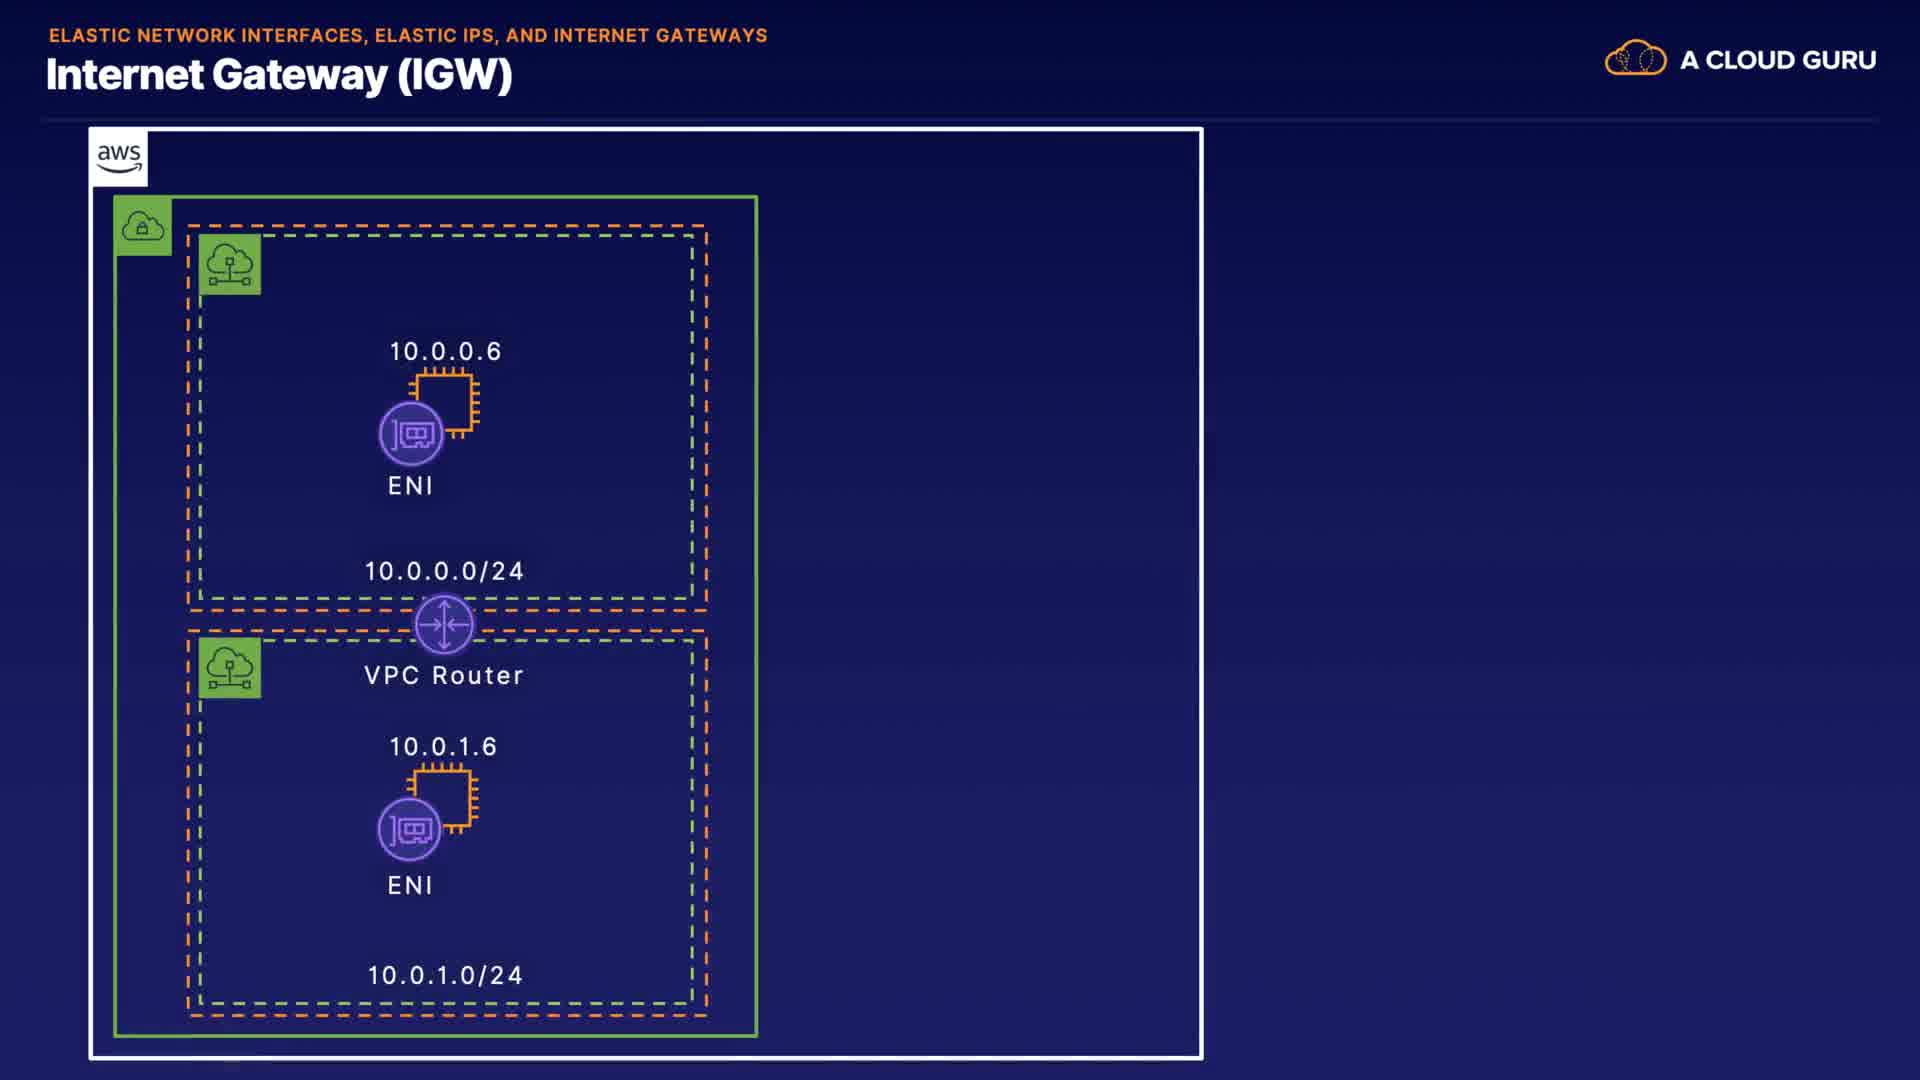 ELASTIC NETWORK INTERFACES, ELASTIC IPS, AND INTERNET GATEWAYS
Internet Gateway (IGW)
A CLOUD GURU
aws
10.0.0.6
ENI
10.0.0.0/24
VPC Router
10.0.1.6
ENI
10.0.1.0/24